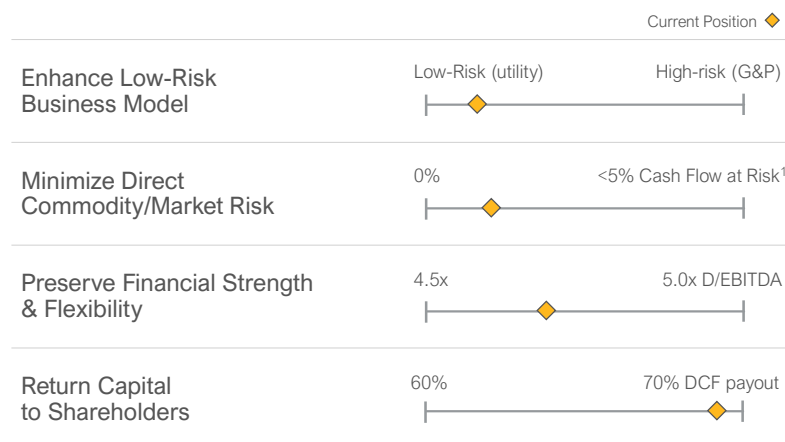 Current Position
Enhance Low-Risk
Business Model
Low-Risk (utility)
High-risk (G&P)
Minimize Direct
Commodity/Market Risk
0%
<5% Cash Flow at Risk¹
Preserve Financial Strength
& Flexibility
4.5x
5.0x D/EBITDA
Return Capital
to Shareholders
60%
70% DCF payout